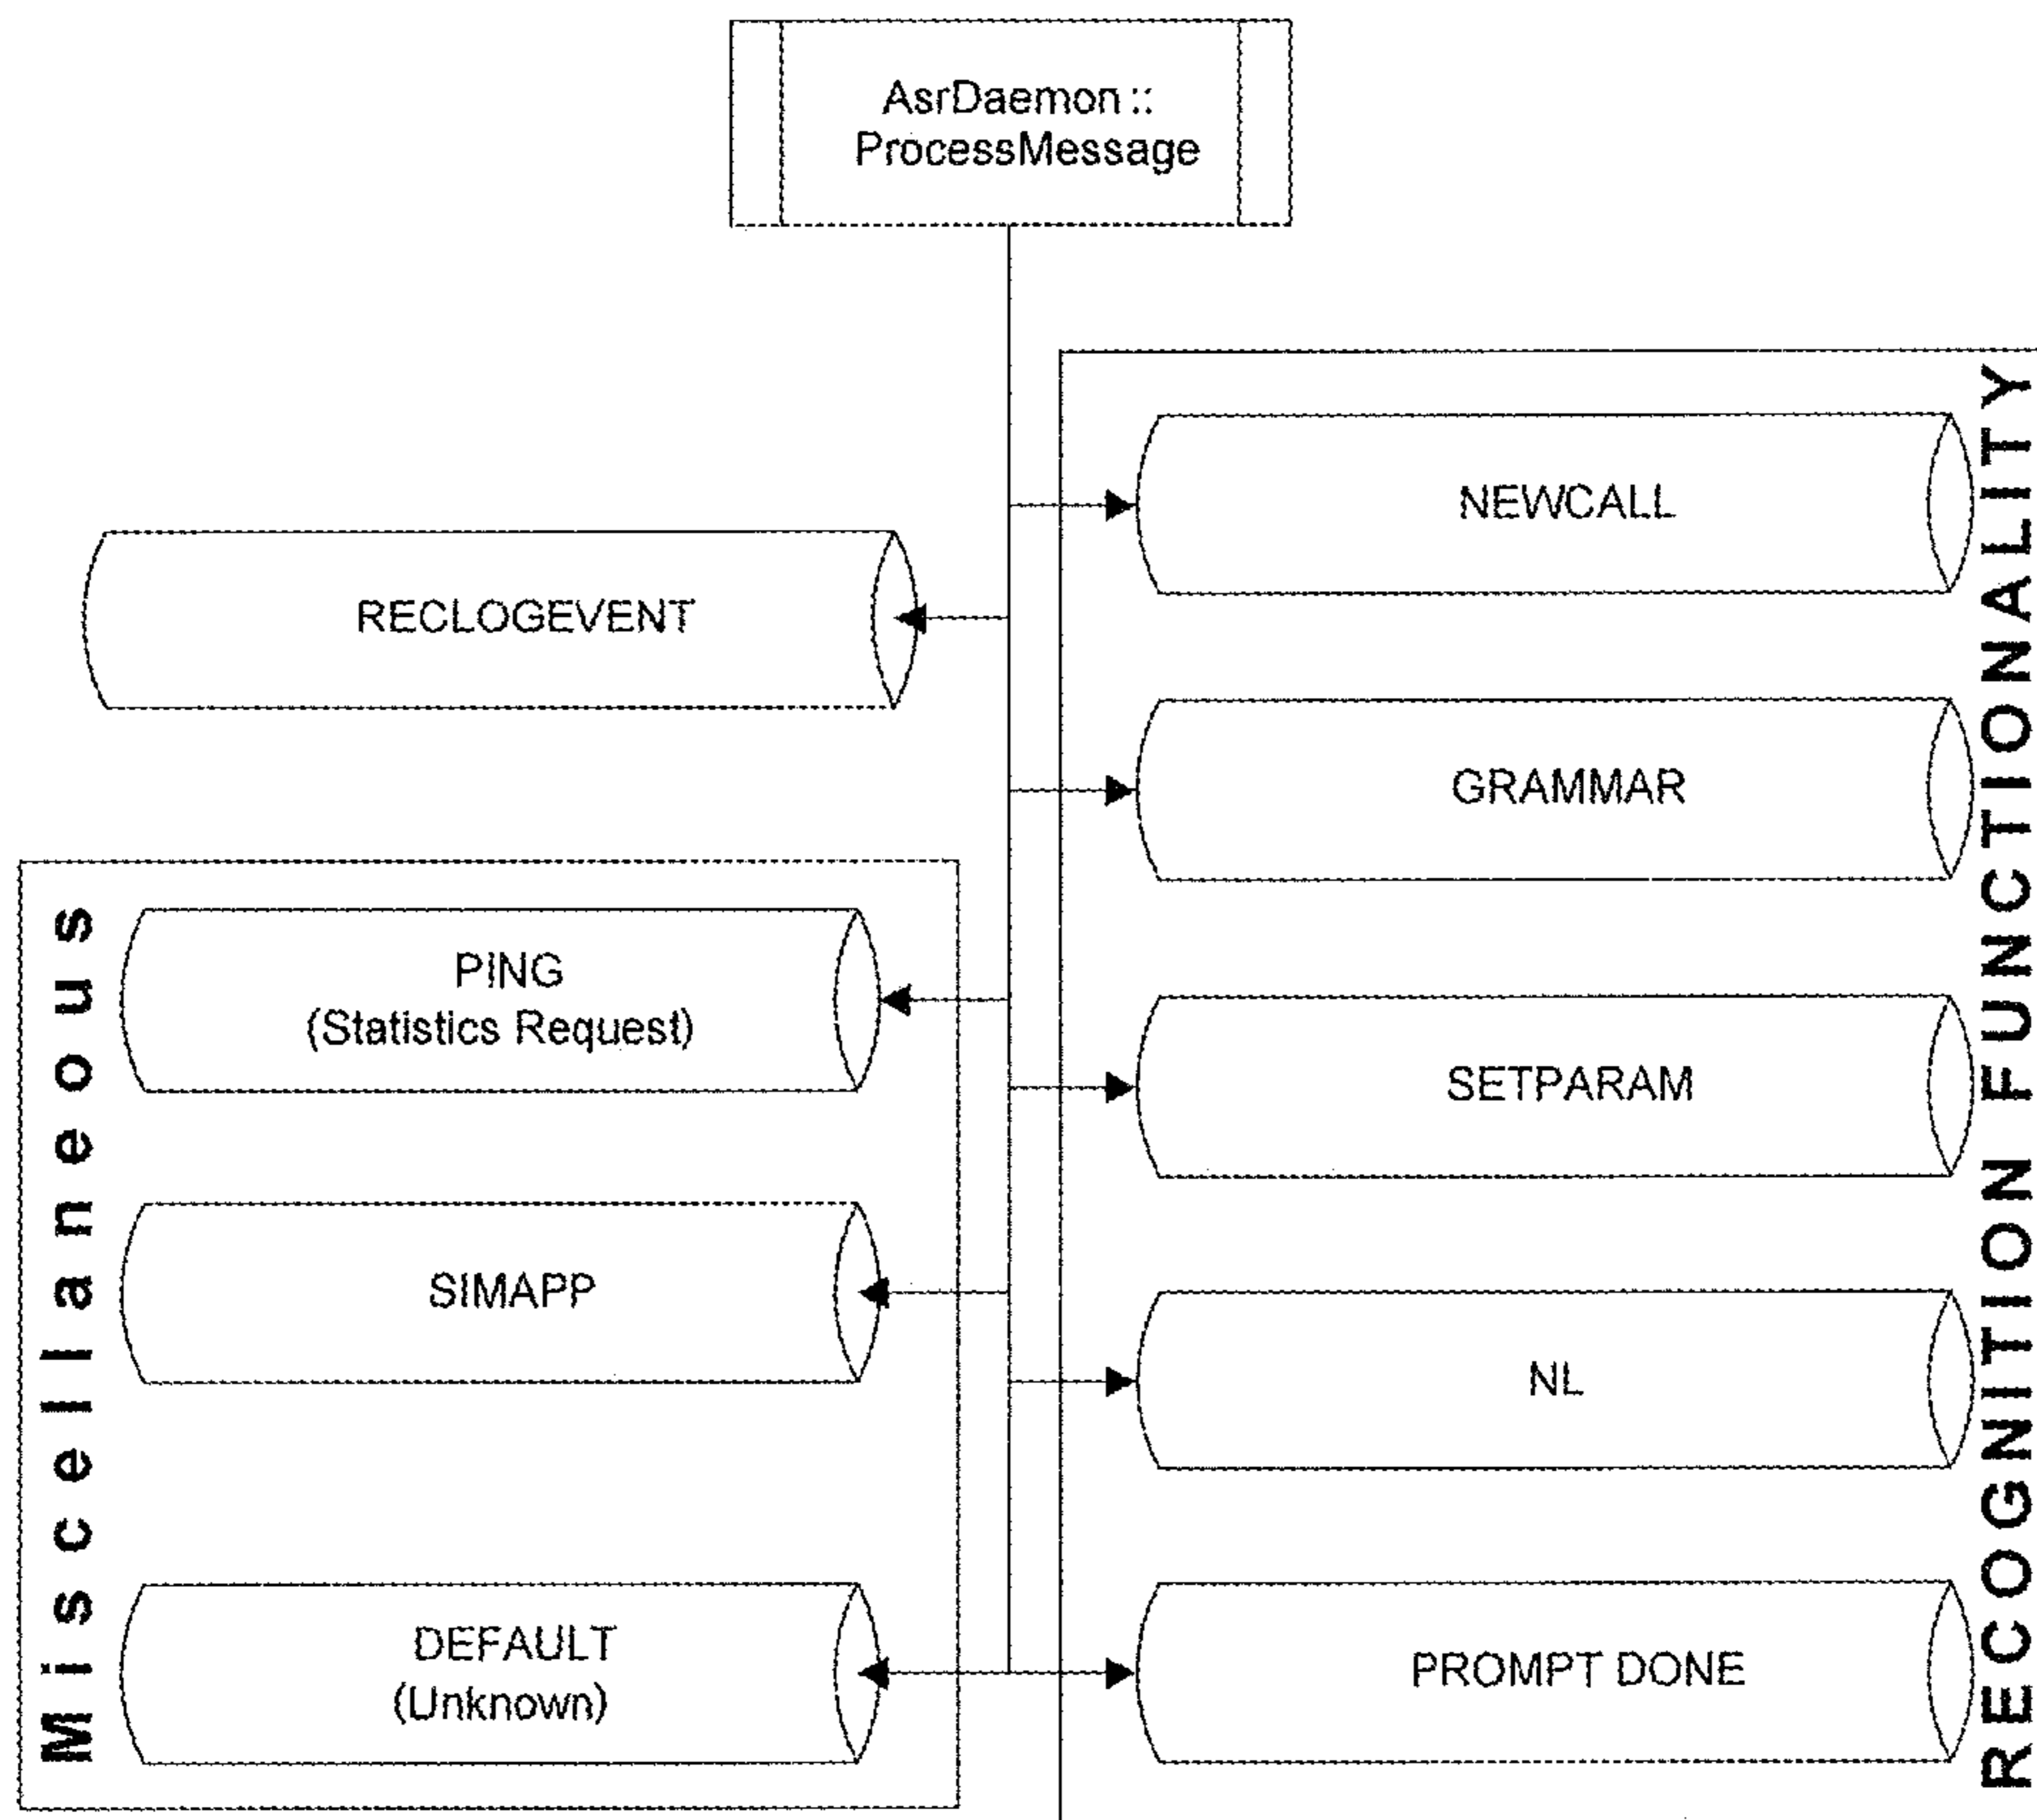 AsrDaemon ::
ProcessMessage
NEWCALL
RECLOGEVENT
GRAMMAR
PING
(Statistics Request)
SETPARAM
SIMAPP
NL
DEFAULT
(Unknown)
PROMPT DONE
Miscellaneous
RECOGNITION FUNCTIONALITY